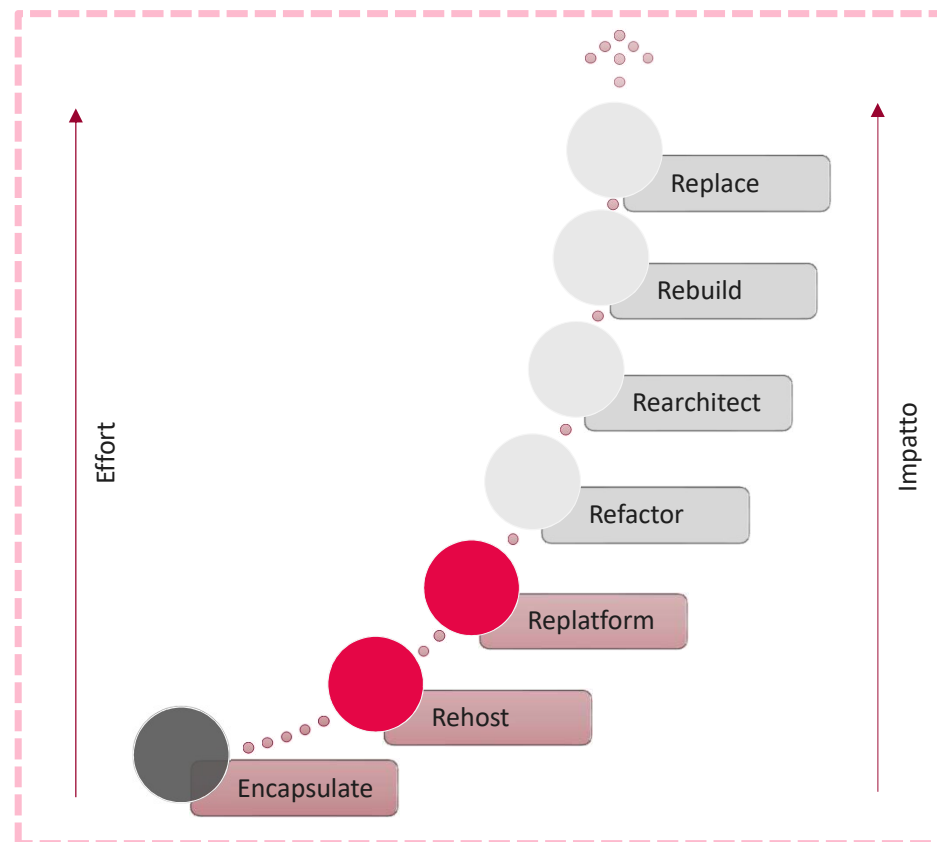 Replace
Rebuild
Rearchitect
Effort
Impatto
Refactor
Replatform
Rehost
Encapsulate